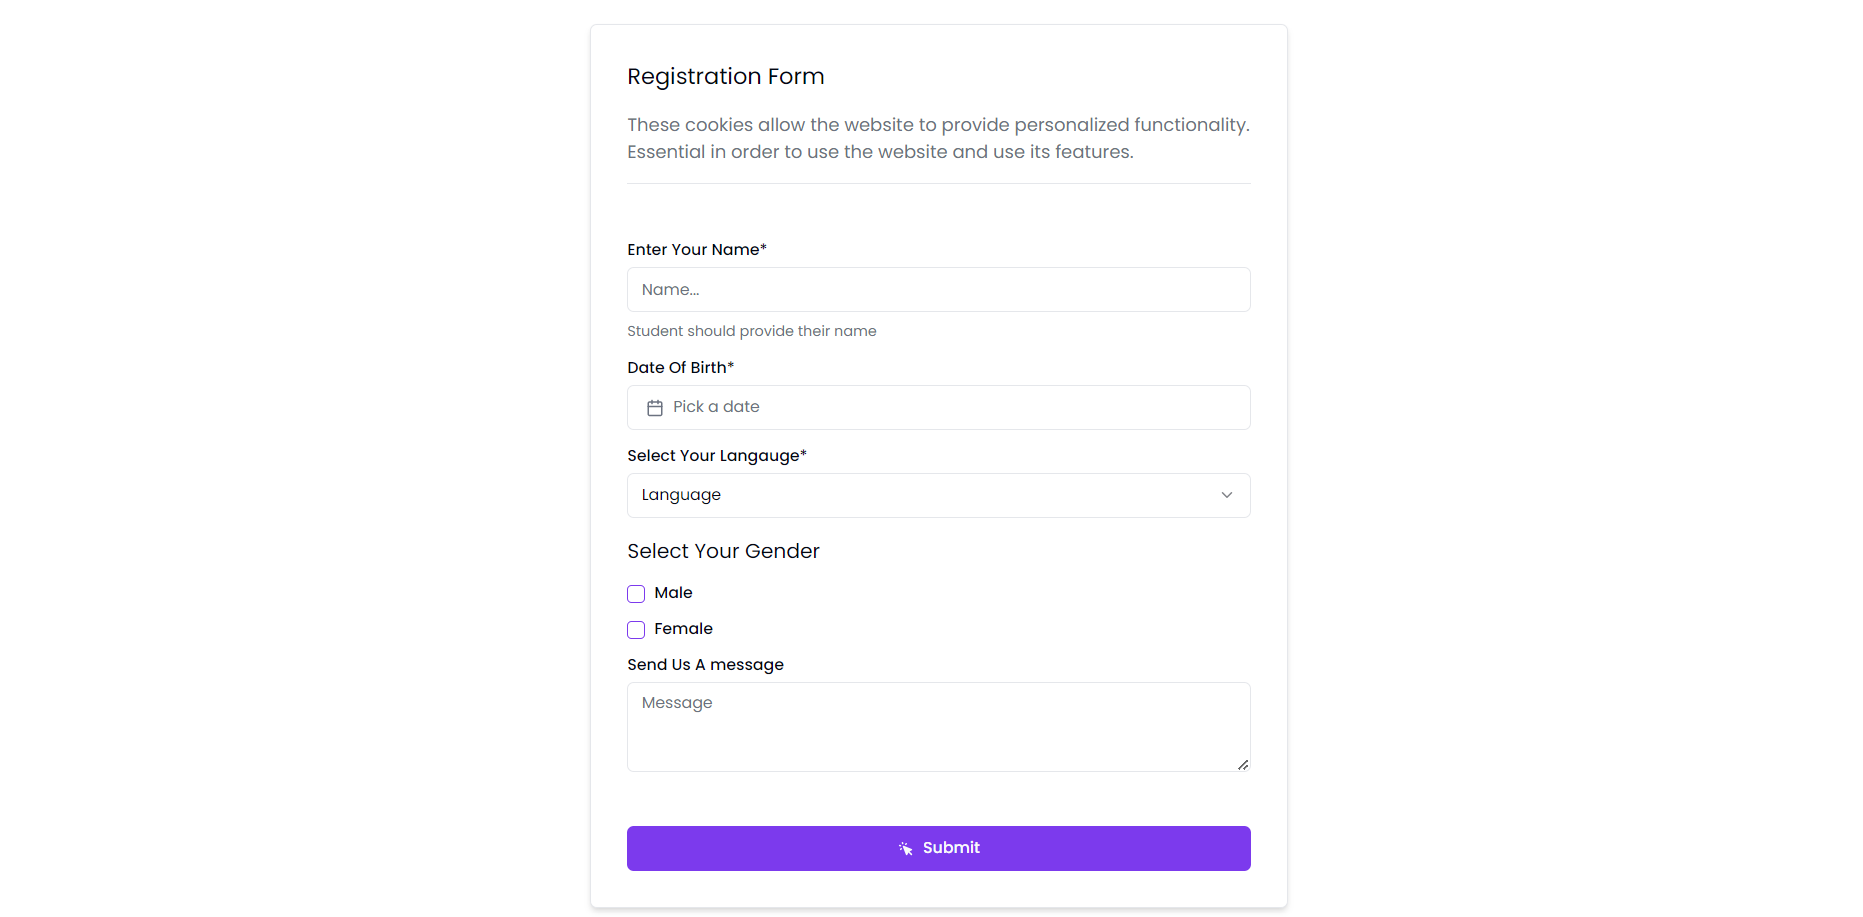 Registration Form
These cookies allow the website to provide personalized functionality.
Essential in order to use the website and use its features.
Enter Your Name*
Name...
Student should provide their name
Date Of Birth*
Pick a date
Select Your Langauge*
Language
Select Your Gender
Male
Female
Send Us A message
Message
Submit